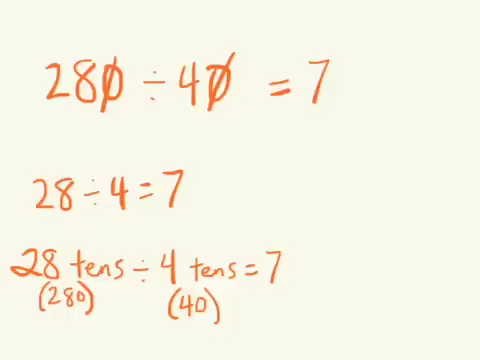 280 ÷ 40 = 7
28 ÷ 4 = 7
28 tens ÷ 4 tens = 7
(280) (40)